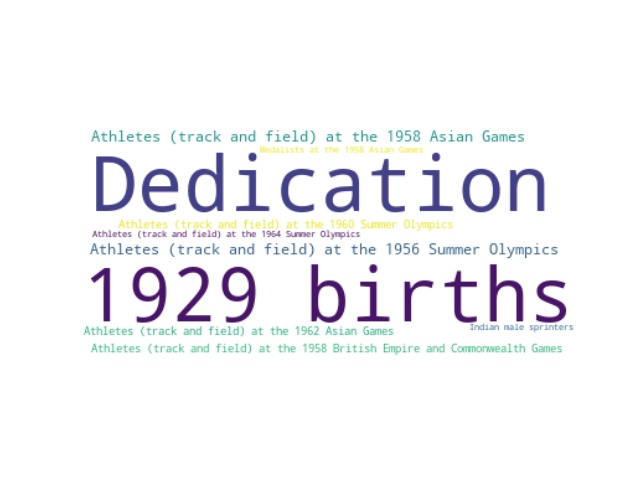 Athletes (track and field) at the 1958 Asian Games
Medalists at the 1958 Asian Games
Dedication
Athletes (track and field) at the 1960 Summer Olympics
Athletes (track and field) at the 1964 Summer Olympics
Athletes (track and field) at the 1956 Summer Olympics
1929 births
Indian male sprinters
Athletes (track and field) at the 1962 Asian Games
Athletes (track and field) at the 1958 British Empire and Commonwealth Games